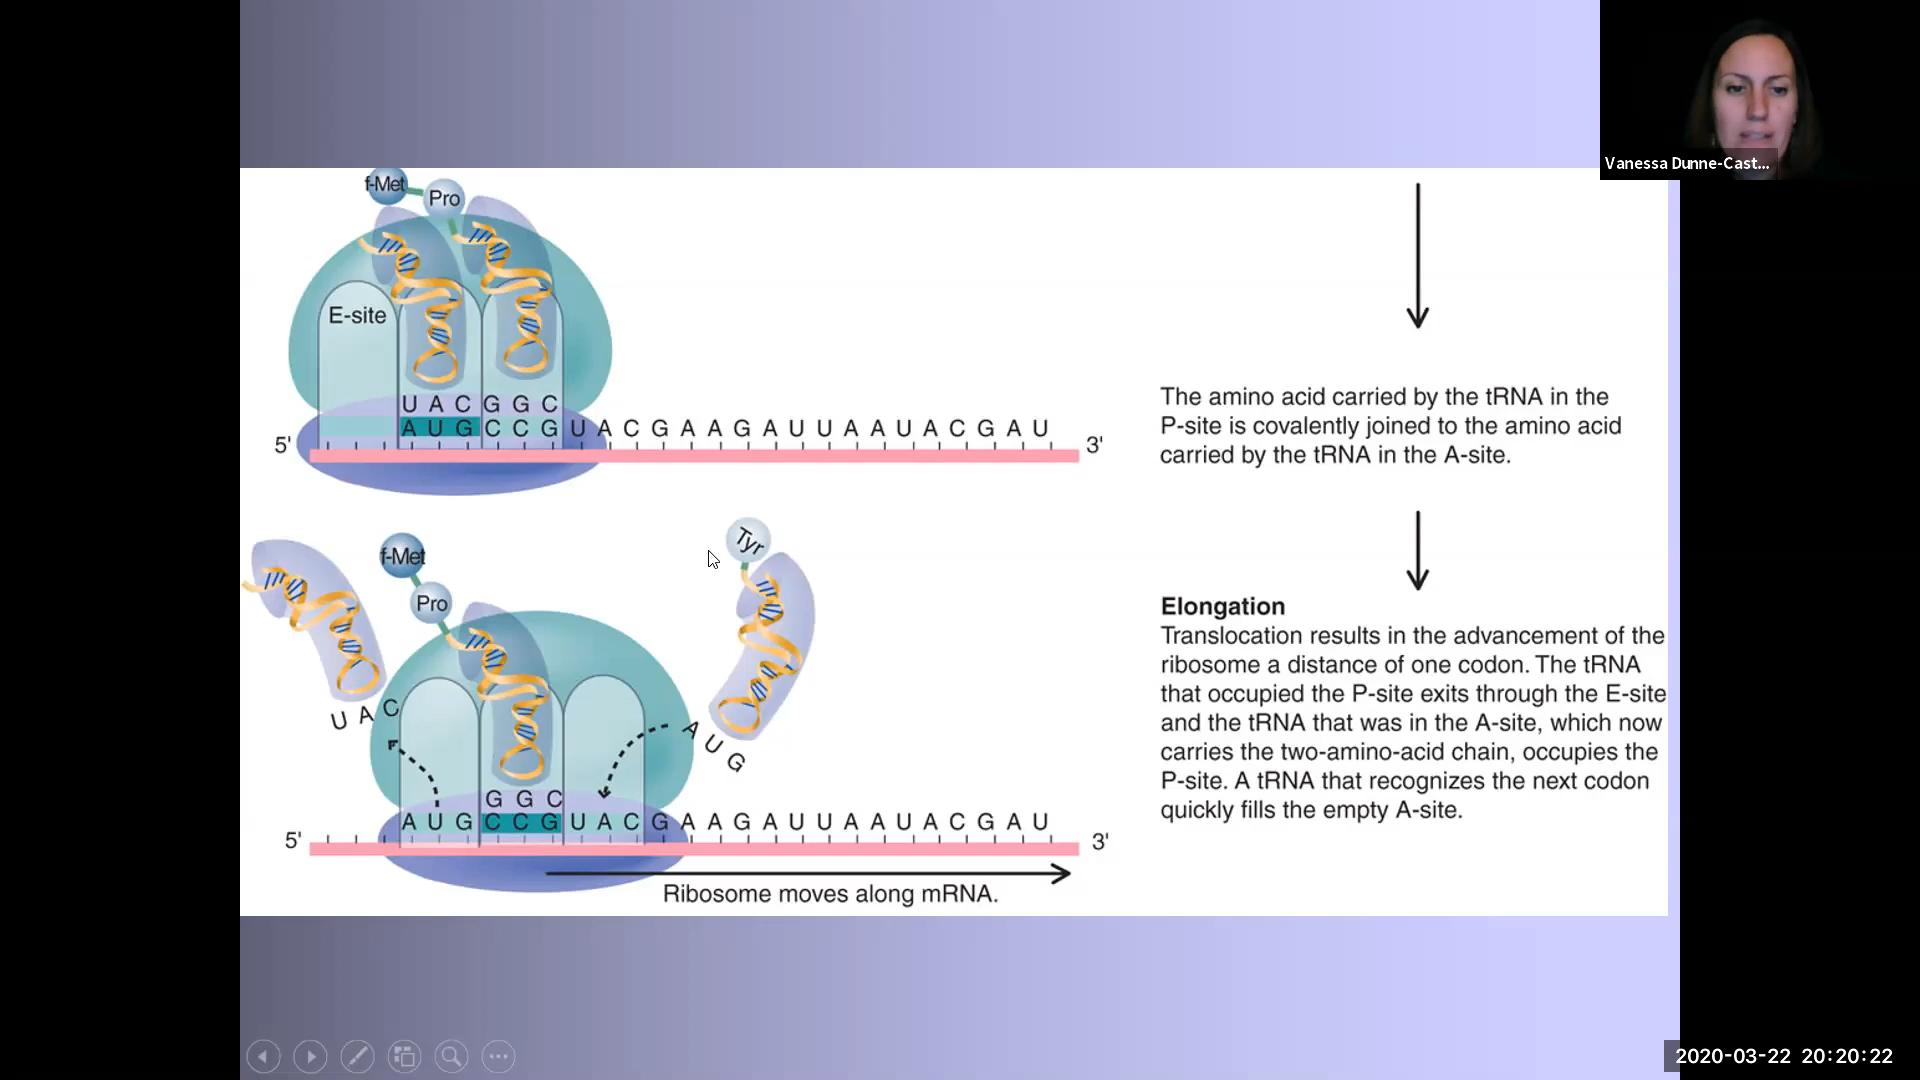 Vanessa Dunne-Cast...
f-Met
Pro
E-site
U A C G G C
A U G C C G U A C G A A G A U U A A U A C G A U
5'
3'
The amino acid carried by the tRNA in the
P-site is covalently joined to the amino acid
carried by the tRNA in the A-site.
f-Met
Pro
Tyr
U A C
A U G
G G C
A U G C C G U A C G A A G A U U A A U A C G A U
5'
3'
Ribosome moves along mRNA.
Elongation
Translocation results in the advancement of the
ribosome a distance of one codon. The tRNA
that occupied the P-site exits through the E-site
and the tRNA that was in the A-site, which now
carries the two-amino-acid chain, occupies the
P-site. A tRNA that recognizes the next codon
quickly fills the empty A-site.
2020-03-22 20:20:22